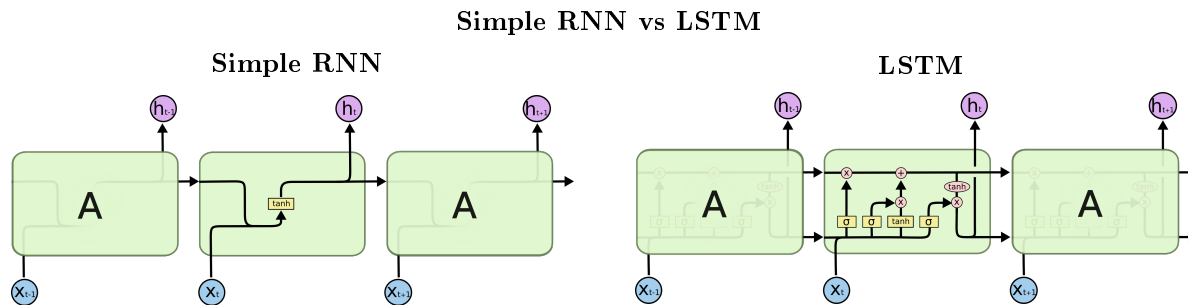 Simple RNN vs LSTM
Simple RNN
LSTM
hₜ₋₁ hₜ hₜ₊₁
A tanh A
xₜ₋₁ xₜ xₜ₊₁
hₜ₋₁ hₜ hₜ₊₁
x +
tanh
x x
A σ σ tanh σ A
xₜ₋₁ xₜ xₜ₊₁